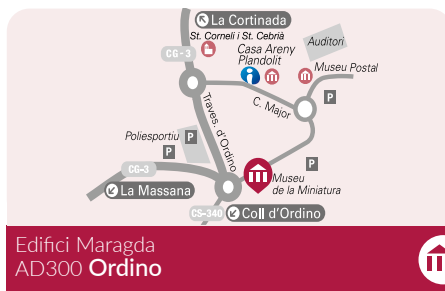 La Cortinada
St. Corneli i St. Cebrià
CG-3
Casa Areny
Plandolit
Auditori
Museu Postal
i
P
C. Major
Traves. d'Ordino
Poliesportiu
P
P
P
CG-3
Museu
de la Miniatura
La Massana
CS-340
Coll d'Ordino
Edifici Maragda
AD300 Ordino